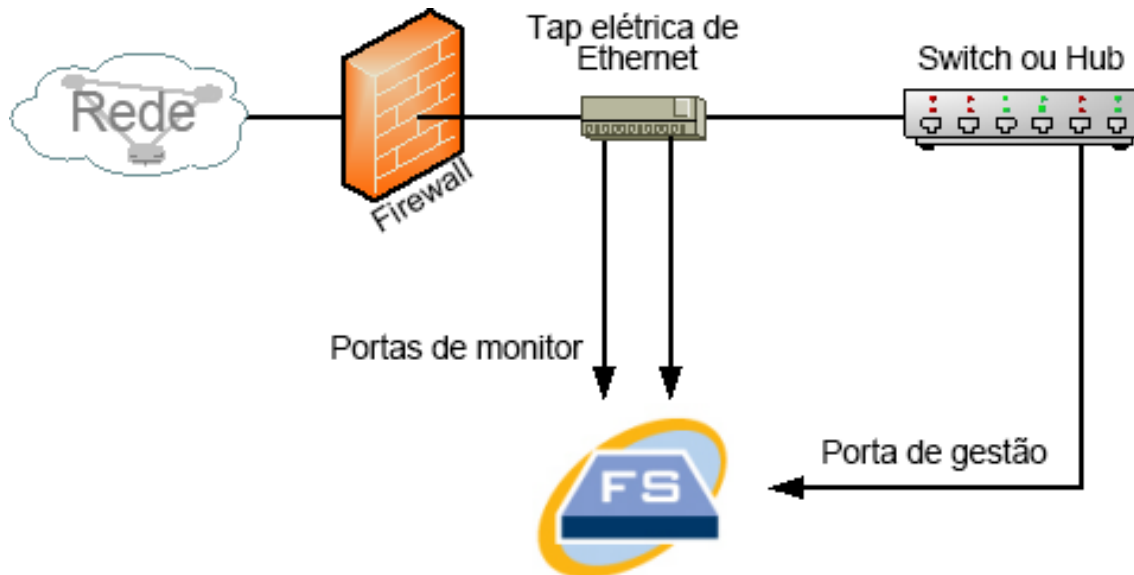 Tap elétrica de
Ethernet
Switch ou Hub
Rede
Firewall
Portas de monitor
Porta de gestão
FS